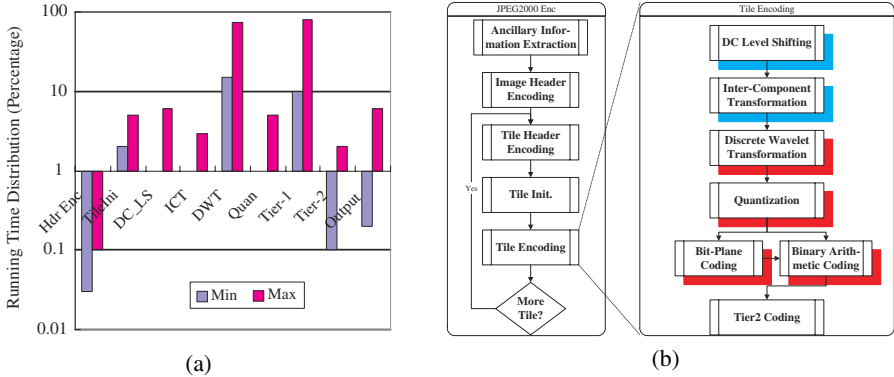 Running Time Distribution (Percentage)
100
10
1
0.1
0.01
Hdr Enc
TileIni
DC_LS
ICT
DWT
Quan
Tier-1
Tier-2
Output
Min
Max
(a)
JPEG2000 Enc
Ancillary Infor-
mation Extraction
Image Header
Encoding
Tile Header
Encoding
Yes
Tile Init.
Tile Encoding
More
Tile?
Tile Encoding
DC Level Shifting
Inter-Component
Transformation
Discrete Wavelet
Transformation
Quantization
Bit-Plane
Coding
Binary Arith-
metic Coding
Tier2 Coding
(b)